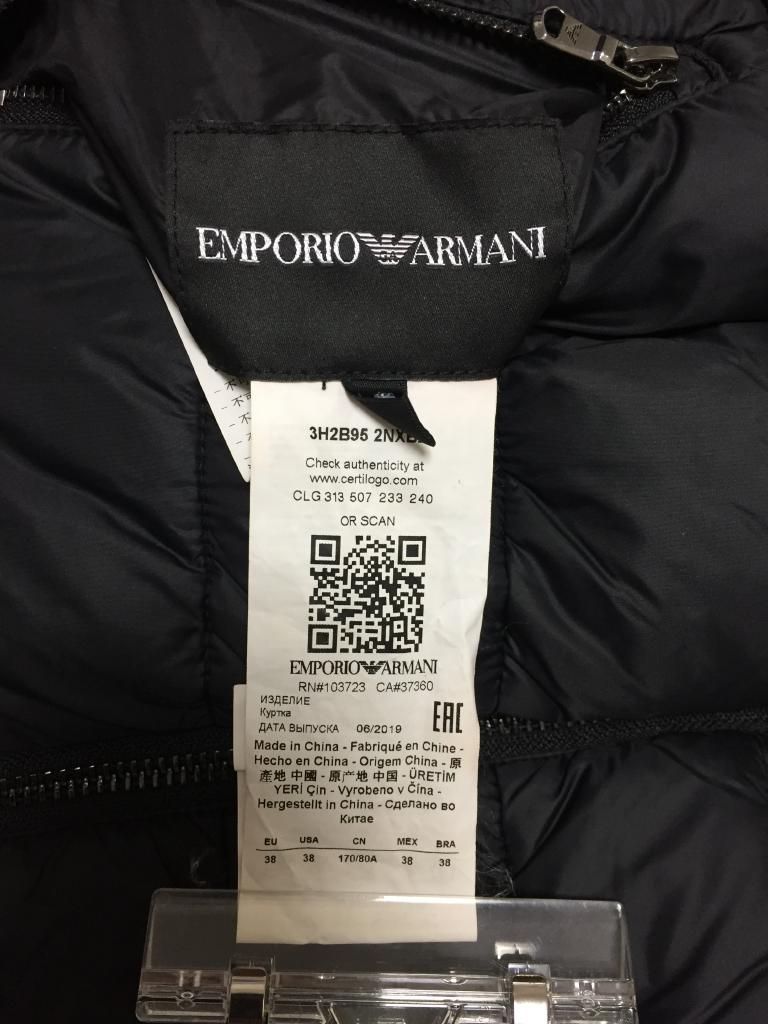 EMPORIO ARMANI
3H2B95
Check authenticity at
www.certilogo.com
CLG 313 507 233 240
OR SCAN
EMPORIO ARMANI
RN#103723 CA#37360
ИЗДЕЛИЕ
Куртка
ДАТА ВЫПУСКА 06/2019
EAC
Made in China - Fabriqué en Chine -
Hecho en China - Origem China - 原
產地 中國 - 原产地 中国 - ÜRETİM
YERİ Çin - Vyrobeno v Čína -
Hergestellt in China - Сделано во
Китае
EU USA CN MEX BRA
38 38 170/80A 38 38